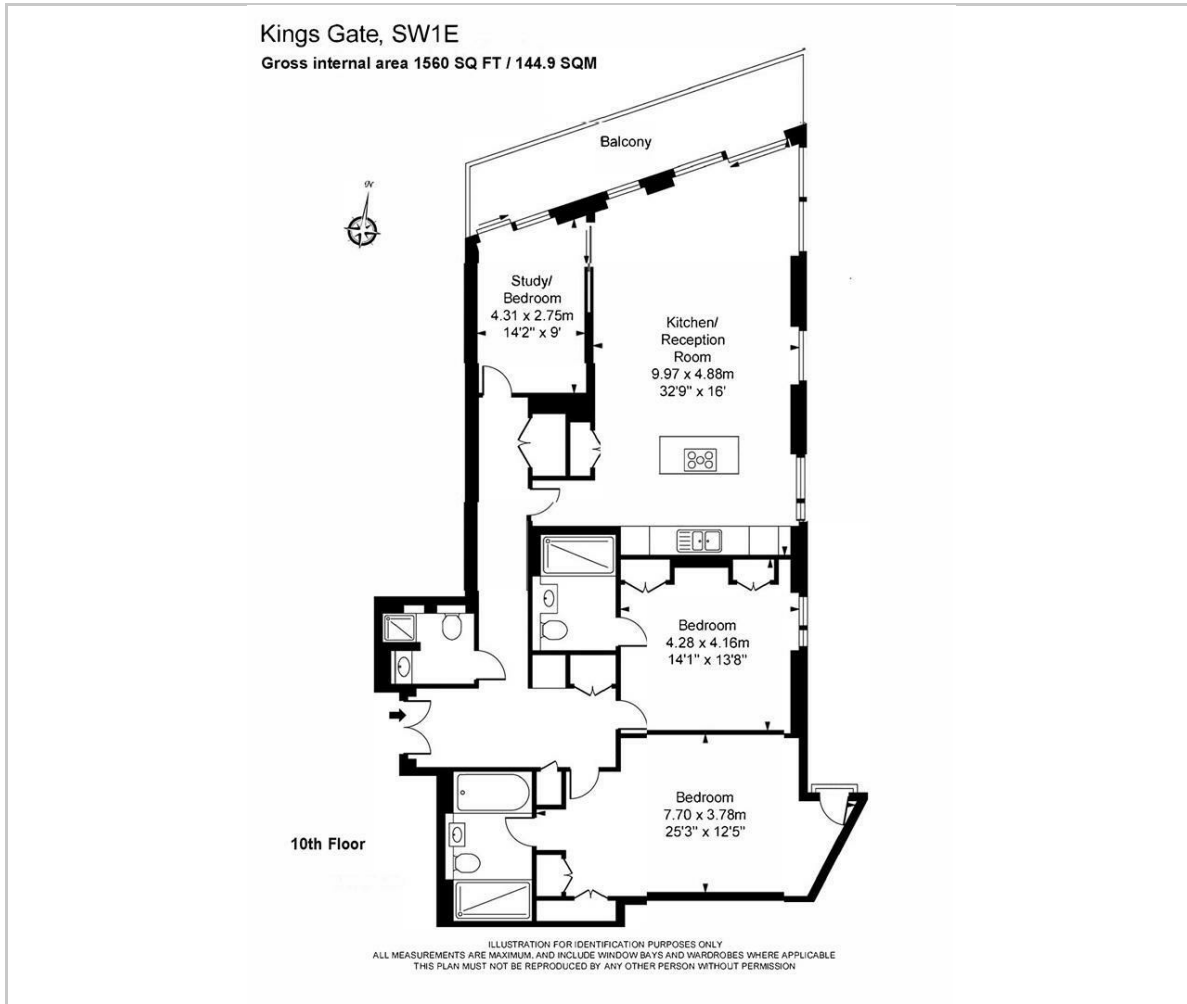 Kings Gate, SW1E
Gross internal area 1560 SQ FT / 144.9 SQM
Balcony
N
Study/
Bedroom
4.31 x 2.75m
14'2" x 9'
Kitchen/
Reception
Room
9.97 x 4.88m
32'9" x 16'
Bedroom
4.28 x 4.16m
14'1" x 13'8"
Bedroom
7.70 x 3.78m
25'3" x 12'5"
10th Floor
ILLUSTRATION FOR IDENTIFICATION PURPOSES ONLY
ALL MEASUREMENTS ARE MAXIMUM, AND INCLUDE WINDOW BAYS AND WARDROBES WHERE APPLICABLE
THIS PLAN MUST NOT BE REPRODUCED BY ANY OTHER PERSON WITHOUT PERMISSION